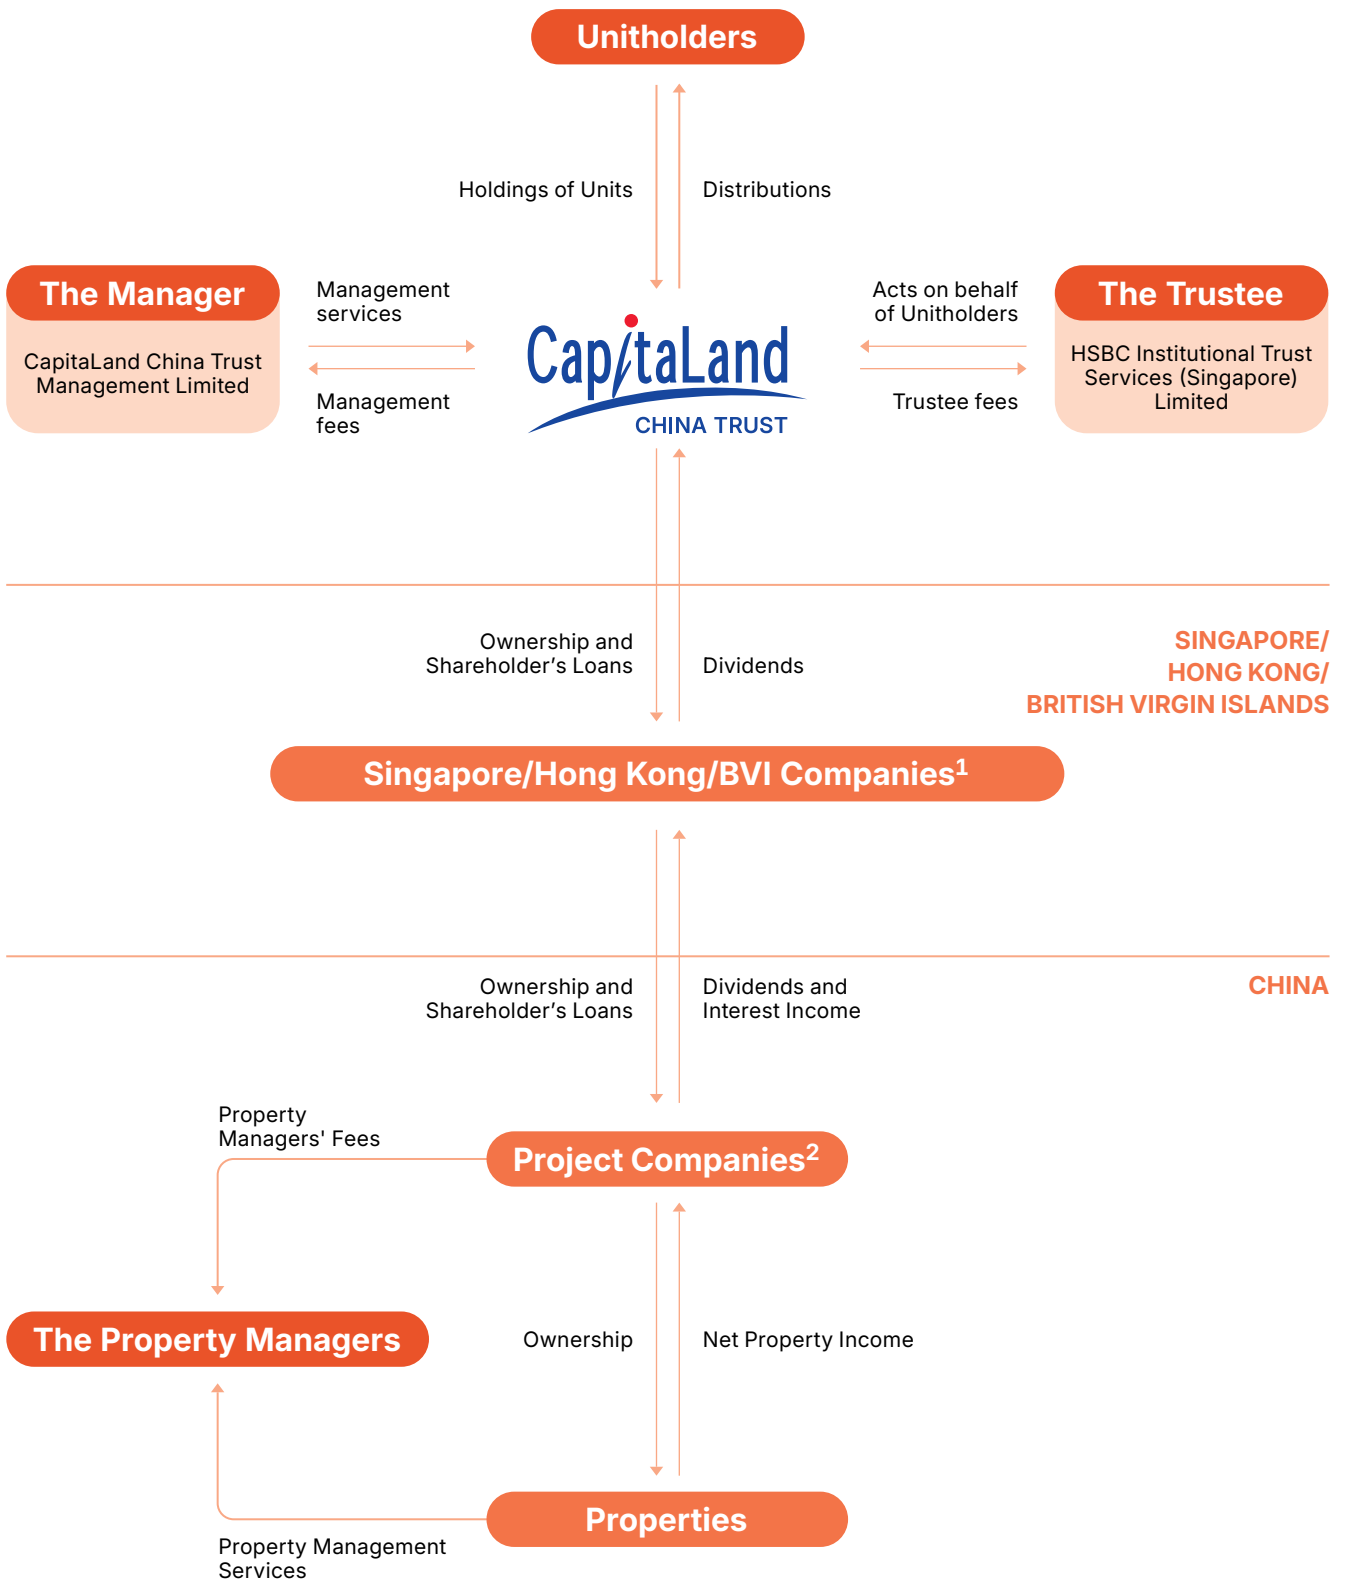 Unitholders
Holdings of Units
Distributions
The Manager
CapitaLand China Trust
Management Limited
Management
services
Management
fees
CapitaLand
CHINA TRUST
Acts on behalf
of Unitholders
Trustee fees
The Trustee
HSBC Institutional Trust
Services (Singapore)
Limited
Ownership and
Shareholder’s Loans
Dividends
SINGAPORE/
HONG KONG/
BRITISH VIRGIN ISLANDS
Singapore/Hong Kong/BVI Companies¹
Ownership and
Shareholder’s Loans
Dividends and
Interest Income
CHINA
Property
Managers' Fees
Project Companies²
The Property Managers
Ownership
Net Property Income
Properties
Property Management
Services